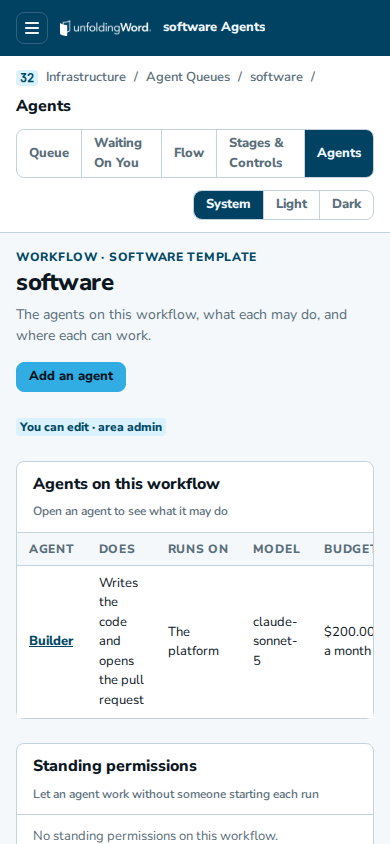 unfoldingWord. software Agents
32 Infrastructure / Agent Queues / software /
Agents
Queue
Waiting
On You
Flow
Stages &
Controls
Agents
System Light Dark
WORKFLOW · SOFTWARE TEMPLATE
software
The agents on this workflow, what each may do, and
where each can work.
Add an agent
You can edit · area admin
Agents on this workflow
Open an agent to see what it may do
AGENT DOES RUNS ON MODEL BUDGET
Builder
Writes
the
code
and
opens
the pull
request
The
platform
claude-
sonnet-
5
$200.00
a month
Standing permissions
Let an agent work without someone starting each run
No standing permissions on this workflow.